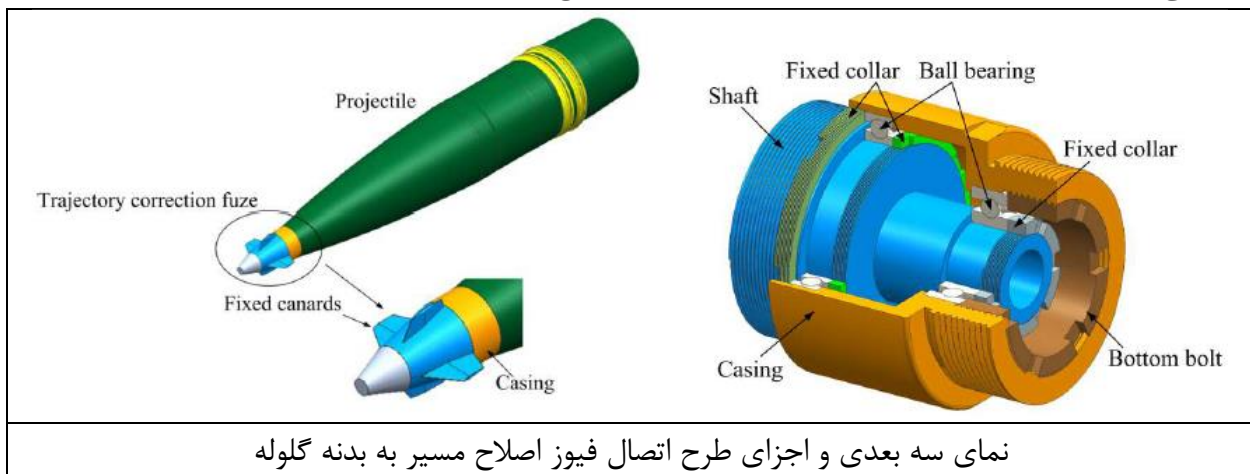 Projectile
Trajectory correction fuze
Fixed canards
Casing
Fixed collar
Ball bearing
Shaft
Fixed collar
Casing
Bottom bolt
نمای سه بعدی و اجزای طرح اتصال فیوز اصلاح مسیر به بدنه گلوله